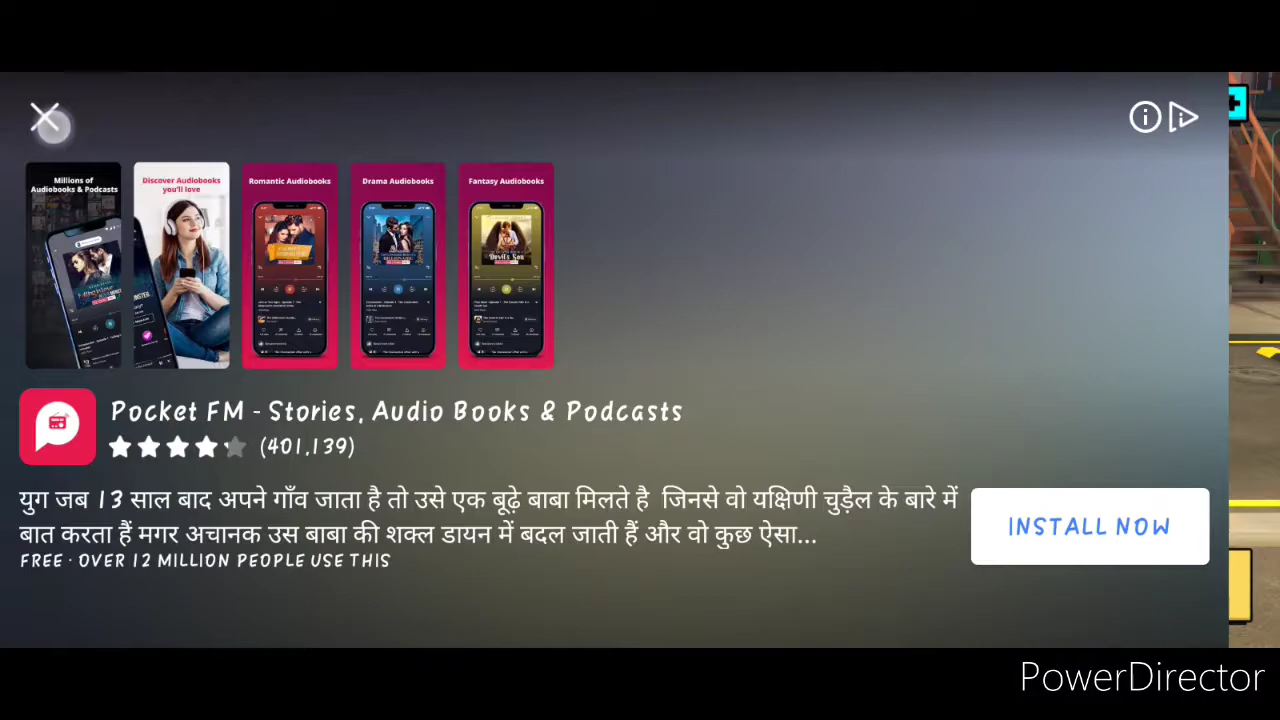 Millions of
Audiobooks & Podcasts
Discover Audiobooks
you'll love
Romantic Audiobooks
Drama Audiobooks
Fantasy Audiobooks
Devil's Son
Pocket FM - Stories, Audio Books & Podcasts
(401,139)
युग जब 13 साल बाद अपने गाँव जाता है तो उसे एक बूढ़े बाबा मिलते है जिनसे वो यक्षिणी चुड़ैल के बारे में
बात करता हैं मगर अचानक उस बाबा की शक्ल डायन में बदल जाती हैं और वो कुछ ऐसा...
INSTALL NOW
FREE · OVER 12 MILLION PEOPLE USE THIS
PowerDirector